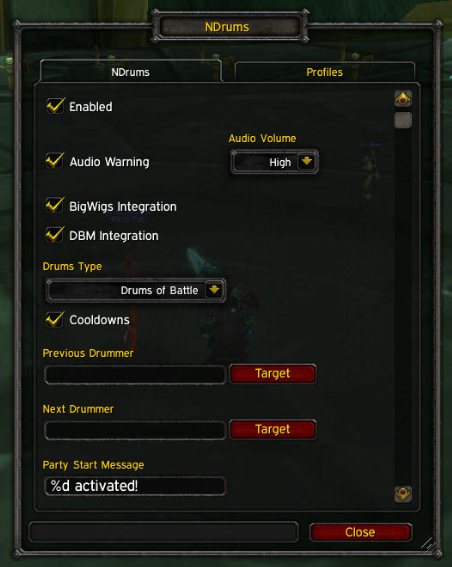 NDrums
NDrums
Profiles
Enabled
Audio Volume
Audio Warning
High
BigWigs Integration
DBM Integration
Drums Type
Drums of Battle
Cooldowns
Previous Drummer
Target
Next Drummer
Target
Party Start Message
%d activated!
Close